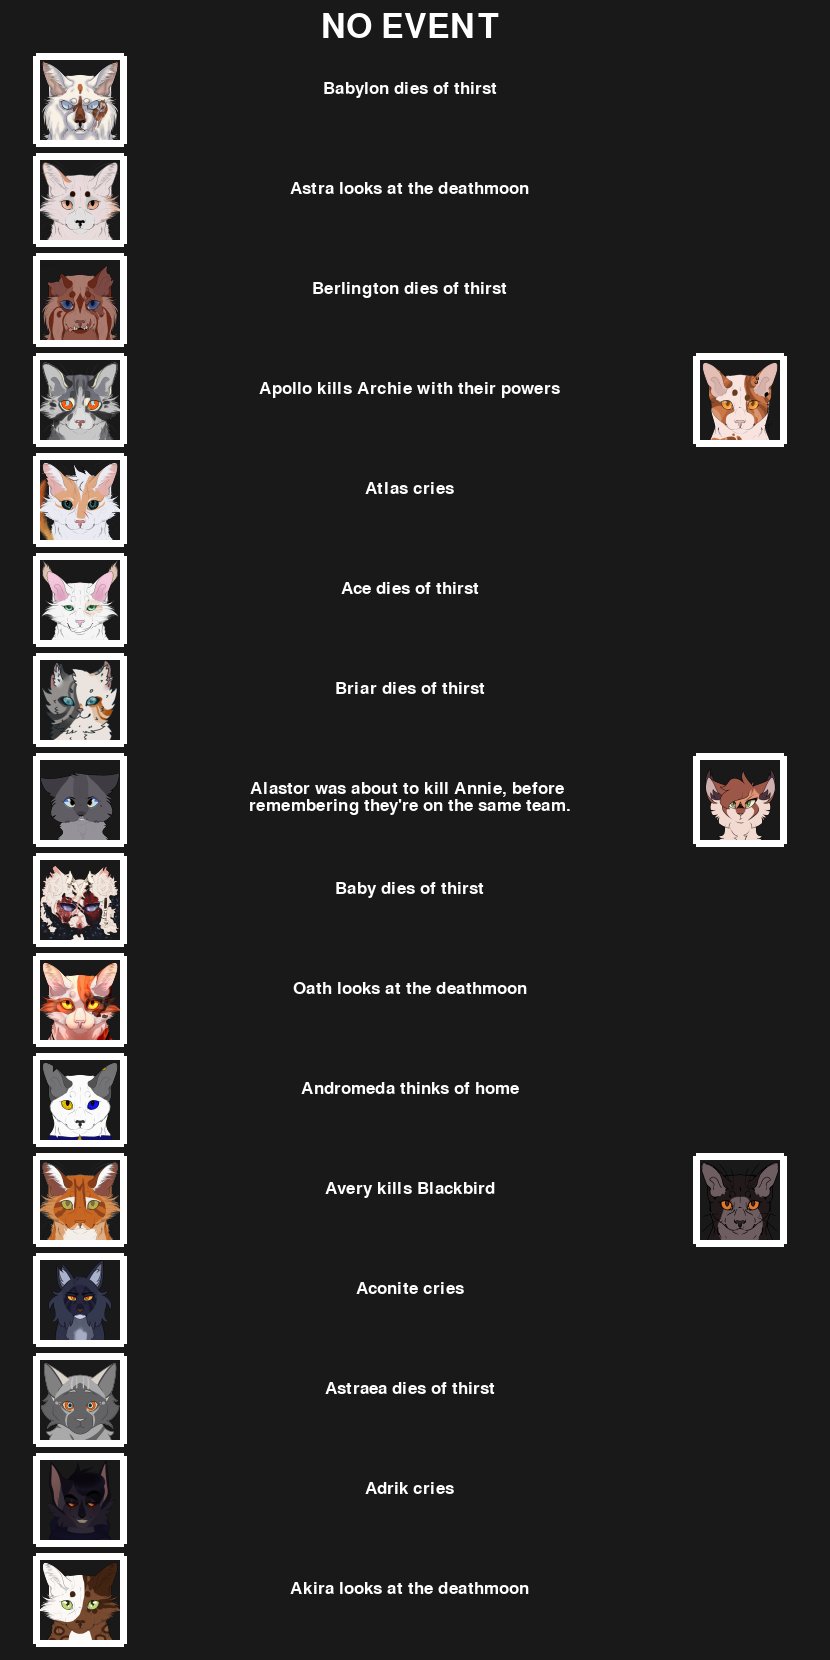 NO EVENT
Babylon dies of thirst
Astra looks at the deathmoon
Berlington dies of thirst
Apollo kills Archie with their powers
Atlas cries
Ace dies of thirst
Briar dies of thirst
Alastor was about to kill Annie, before
remembering they're on the same team.
Baby dies of thirst
Oath looks at the deathmoon
Andromeda thinks of home
Avery kills Blackbird
Aconite cries
Astraea dies of thirst
Adrik cries
Akira looks at the deathmoon